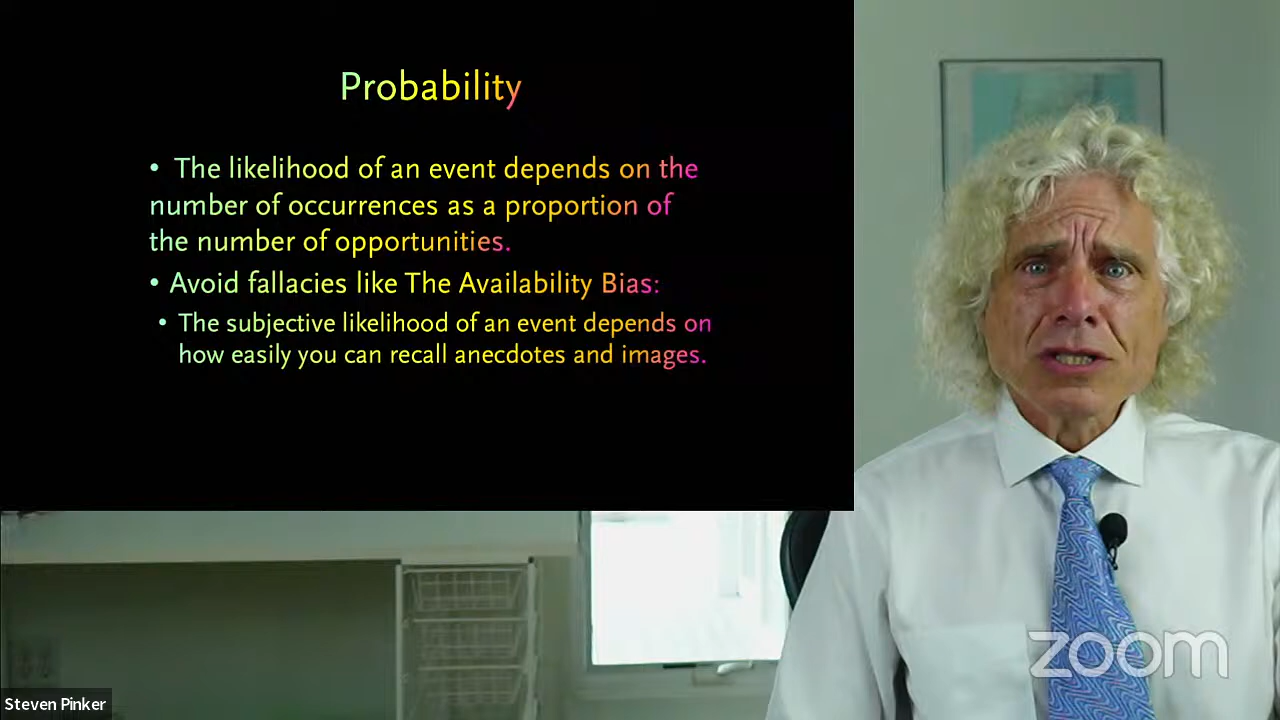 Probability
• The likelihood of an event depends on the
number of occurrences as a proportion of
the number of opportunities.
• Avoid fallacies like The Availability Bias:
• The subjective likelihood of an event depends on
how easily you can recall anecdotes and images.
zoom
Steven Pinker